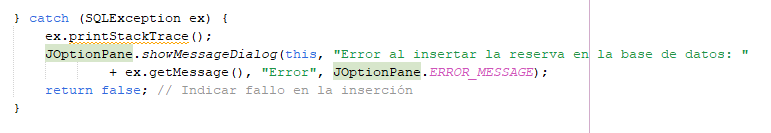 } catch (SQLException ex) {
ex.printStackTrace();
JOptionPane.showMessageDialog(this, "Error al insertar la reserva en la base de datos: "
+ ex.getMessage(), "Error", JOptionPane.ERROR_MESSAGE);
return false; // Indicar fallo en la inserción
}